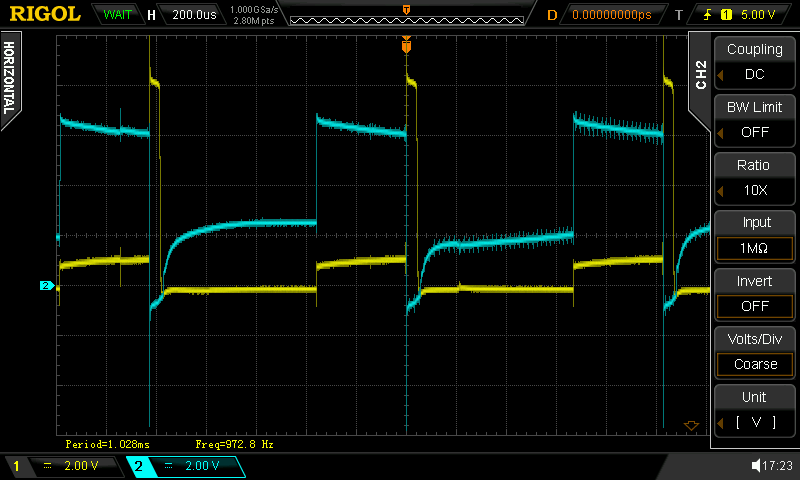 RIGOL WAIT H 200.0us 1.000GSa/s 2.80M pts T D 0.00000000ps T 1 5.00 V
HORIZONTAL
T
CH2
Coupling
DC
BW Limit
OFF
Ratio
10X
Input
1MΩ
Invert
OFF
Volts/Div
Coarse
Unit
[ V ]
2
Period=1.028ms Freq=972.8 Hz
1 2.00 V 2 2.00 V 17:23